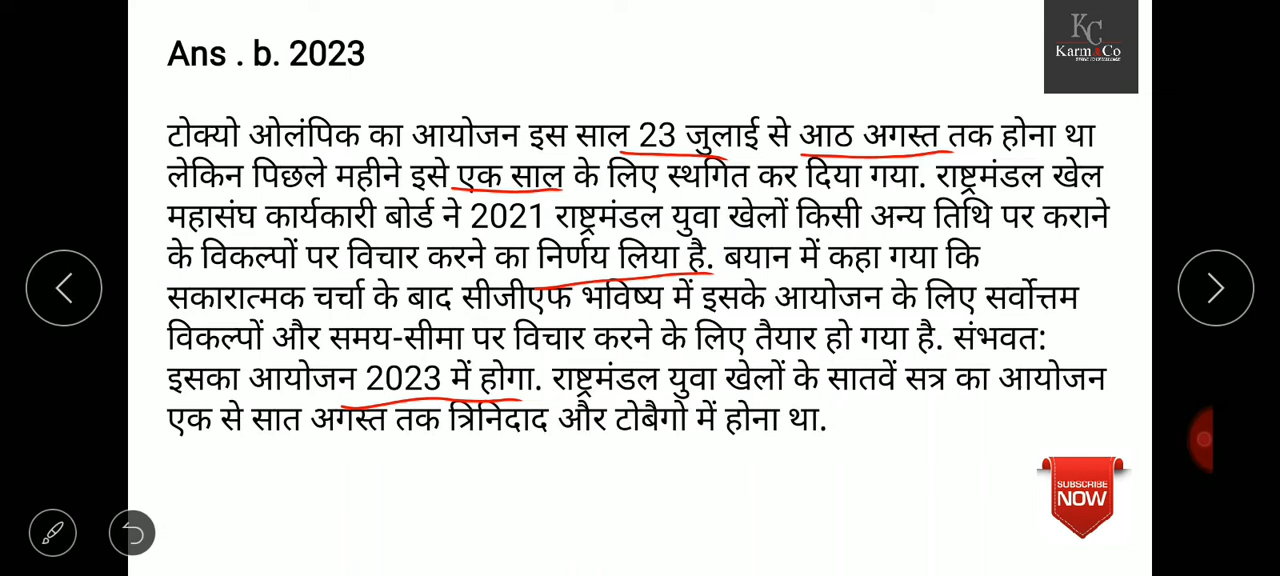 Ans . b. 2023
KC
Karm&Co
टोक्यो ओलंपिक का आयोजन इस साल 23 जुलाई से आठ अगस्त तक होना था
लेकिन पिछले महीने इसे एक साल के लिए स्थगित कर दिया गया. राष्ट्रमंडल खेल
महासंघ कार्यकारी बोर्ड ने 2021 राष्ट्रमंडल युवा खेलों किसी अन्य तिथि पर कराने
के विकल्पों पर विचार करने का निर्णय लिया है. बयान में कहा गया कि
सकारात्मक चर्चा के बाद सीजीएफ भविष्य में इसके आयोजन के लिए सर्वोत्तम
विकल्पों और समय-सीमा पर विचार करने के लिए तैयार हो गया है. संभवत:
इसका आयोजन 2023 में होगा. राष्ट्रमंडल युवा खेलों के सातवें सत्र का आयोजन
एक से सात अगस्त तक त्रिनिदाद और टोबैगो में होना था.
SUBSCRIBE
NOW